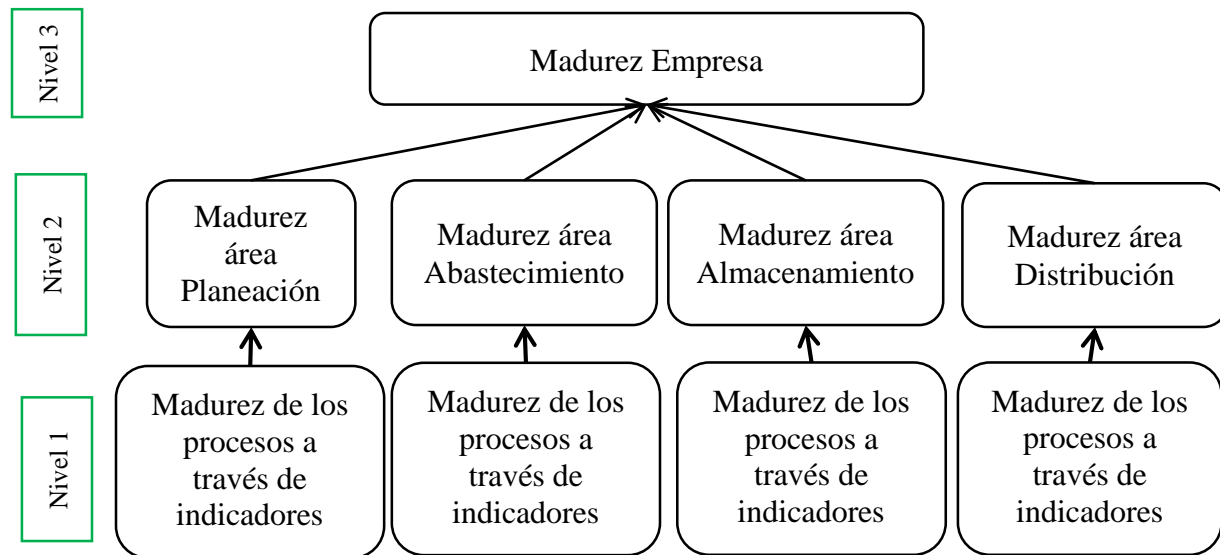 Nivel 3
Madurez Empresa
Nivel 2
Madurez
área
Planeación
Madurez área
Abastecimiento
Madurez área
Almacenamiento
Madurez área
Distribución
Nivel 1
Madurez de los
procesos a
través de
indicadores
Madurez de los
procesos a
través de
indicadores
Madurez de los
procesos a
través de
indicadores
Madurez de los
procesos a
través de
indicadores